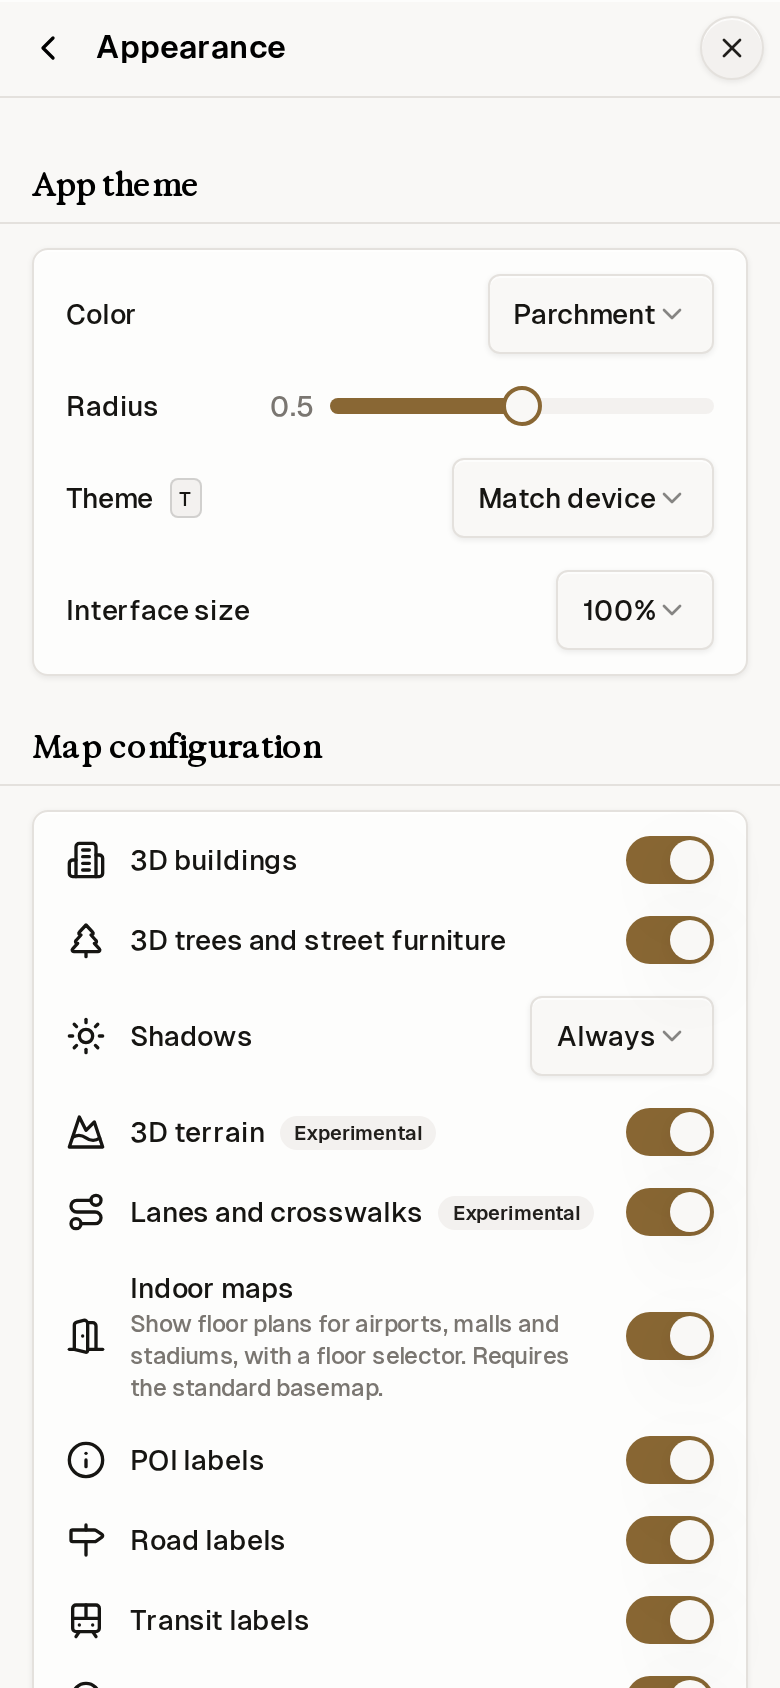 Appearance
App theme
Color
Parchment
Radius
0.5
Theme T
Match device
Interface size
100%
Map configuration
3D buildings
3D trees and street furniture
Shadows
Always
3D terrain Experimental
Lanes and crosswalks Experimental
Indoor maps
Show floor plans for airports, malls and
stadiums, with a floor selector. Requires
the standard basemap.
POI labels
Road labels
Transit labels